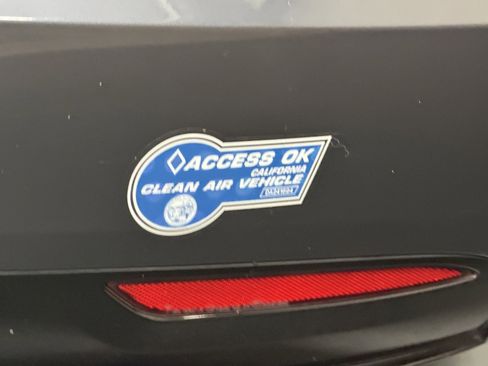 ◊ACCESS OK
CALIFORNIA
CLEAN AIR VEHICLE